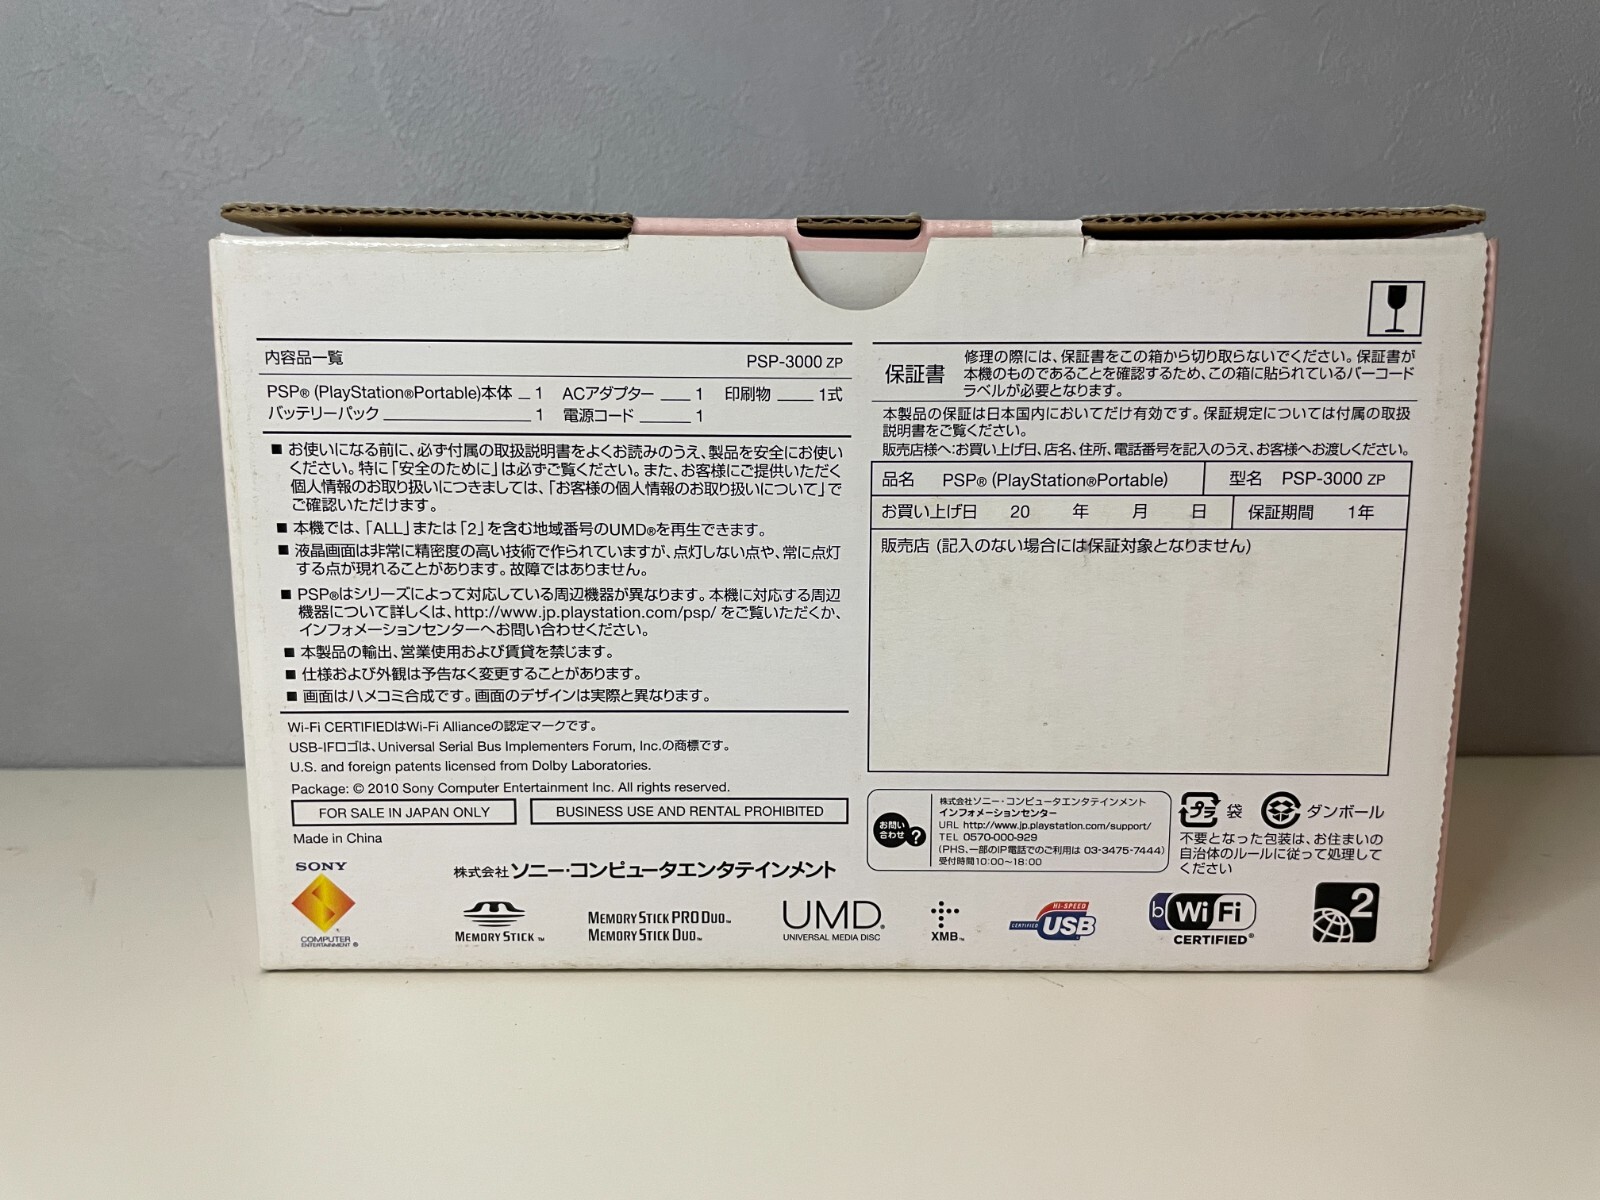 内容品一覧 PSP-3000 ZP
PSP® (PlayStation®Portable)本体 1 ACアダプター 1 印刷物 1式
バッテリーパック 1 電源コード 1
■ お使いになる前に、必ず付属の取扱説明書をよくお読みのうえ、製品を安全にお使い
ください。特に「安全のために」は必ずご覧ください。また、お客様にご提供いただく
個人情報のお取り扱いにつきましては、「お客様の個人情報のお取り扱いについて」で
ご確認いただけます。
■ 本機では、「ALL」または「2」を含む地域番号のUMD®を再生できます。
■ 液晶画面は非常に精密度の高い技術で作られていますが、点灯しない点や、常に点灯
する点が現れることがあります。故障ではありません。
■ PSP®はシリーズによって対応している周辺機器が異なります。本機に対応する周辺
機器について詳しくは、http://www.jp.playstation.com/psp/ をご覧いただくか、
インフォメーションセンターへお問い合わせください。
■ 本製品の輸出、営業使用および賃貸を禁じます。
■ 仕様および外観は予告なく変更することがあります。
■ 画面はハメコミ合成です。画面のデザインは実際と異なります。
Wi-Fi CERTIFIEDはWi-Fi Allianceの認定マークです。
USB-IFロゴは、Universal Serial Bus Implementers Forum, Inc.の商標です。
U.S. and foreign patents licensed from Dolby Laboratories.
Package: © 2010 Sony Computer Entertainment Inc. All rights reserved.
FOR SALE IN JAPAN ONLY BUSINESS USE AND RENTAL PROHIBITED
Made in China
保証書
修理の際には、保証書をこの箱から切り取らないでください。保証書が
本機のものであることを確認するため、この箱に貼られているバーコード
ラベルが必要となります。
本製品の保証は日本国内においてだけ有効です。保証規定については付属の取扱
説明書をご覧ください。
販売店様へ:お買い上げ日、店名、住所、電話番号を記入のうえ、お客様へお渡しください。
品名 PSP® (PlayStation®Portable) 型名 PSP-3000 ZP
お買い上げ日 20 年 月 日 保証期間 1年
販売店 (記入のない場合には保証対象となりません)
お問い
合わせ ?
株式会社ソニー・コンピュータエンタテインメント
インフォメーションセンター
URL http://www.jp.playstation.com/support/
TEL 0570-000-929
(PHS、一部のIP電話でのご利用は 03-3475-7444)
受付時間10:00～18:00
プラ 袋 ダンボール
不要となった包装は、お住まいの
自治体のルールに従って処理して
ください
SONY
COMPUTER
ENTERTAINMENT ®
株式会社ソニー・コンピュータエンタテインメント
MEMORY STICK ™
MEMORY STICK PRO DUO™
MEMORY STICK DUO™
UMD®
UNIVERSAL MEDIA DISC
XMB™
HI-SPEED
CERTIFIED USB
b Wi Fi
CERTIFIED®
2